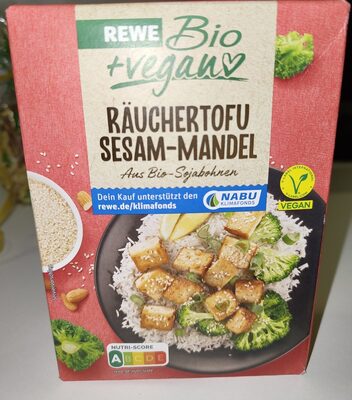 REWE Bio
+vegan
RÄUCHERTOFU
SESAM-MANDEL
Aus Bio-Sojabohnen
Dein Kauf unterstützt den
rewe.de/klimafonds
NABU
KLIMAFONDS
VEGAN
NUTRI-SCORE
A B C D E